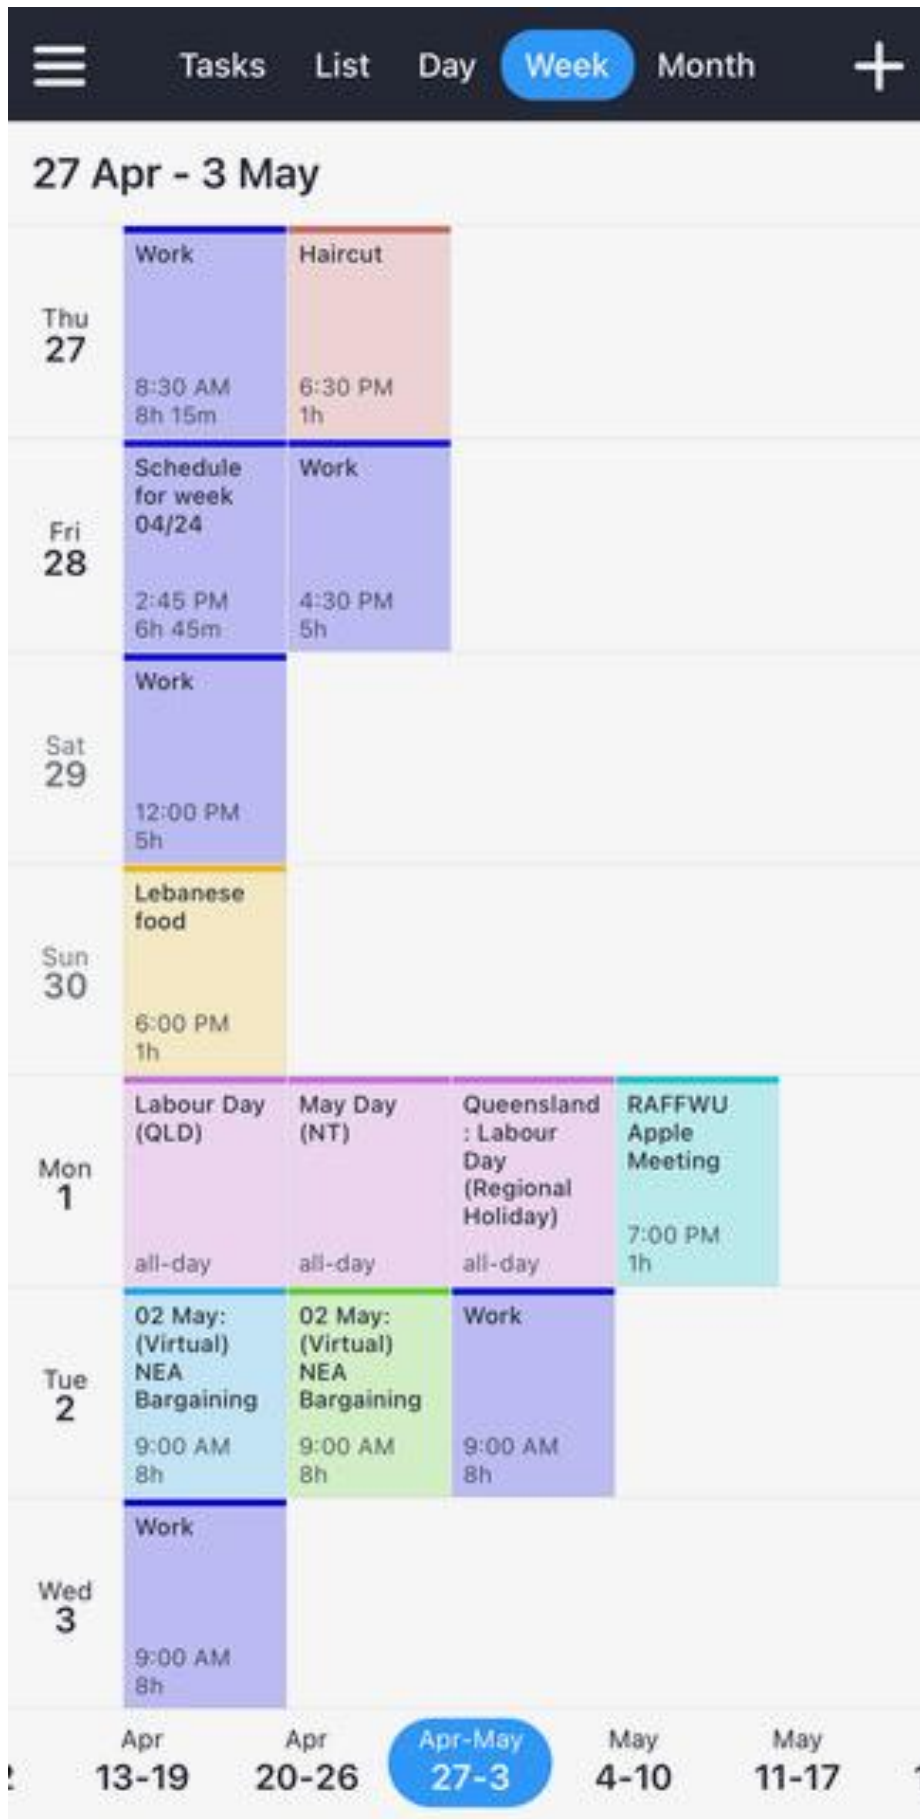 Tasks List Day Week Month
27 Apr - 3 May
Thu
27
Work
8:30 AM
8h 15m
Haircut
6:30 PM
1h
Fri
28
Schedule
for week
04/24
2:45 PM
6h 45m
Work
4:30 PM
5h
Sat
29
Work
12:00 PM
5h
Sun
30
Lebanese
food
6:00 PM
1h
Mon
1
Labour Day
(QLD)
all-day
May Day
(NT)
all-day
Queensland
: Labour
Day
(Regional
Holiday)
all-day
RAFFWU
Apple
Meeting
7:00 PM
1h
Tue
2
02 May:
(Virtual)
NEA
Bargaining
9:00 AM
8h
02 May:
(Virtual)
NEA
Bargaining
9:00 AM
8h
Work
9:00 AM
8h
Wed
3
Work
9:00 AM
8h
Apr
13-19
Apr
20-26
Apr-May
27-3
May
4-10
May
11-17